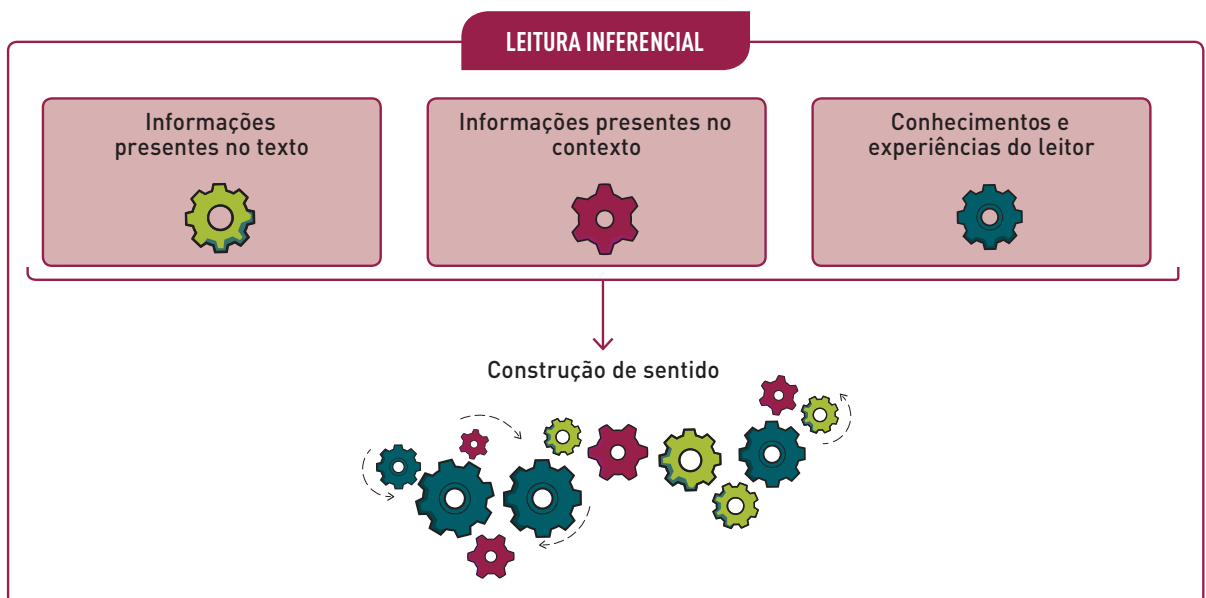 LEITURA INFERENCIAL
Informações
presentes no texto
Informações presentes no
contexto
Conhecimentos e
experiências do leitor
Construção de sentido